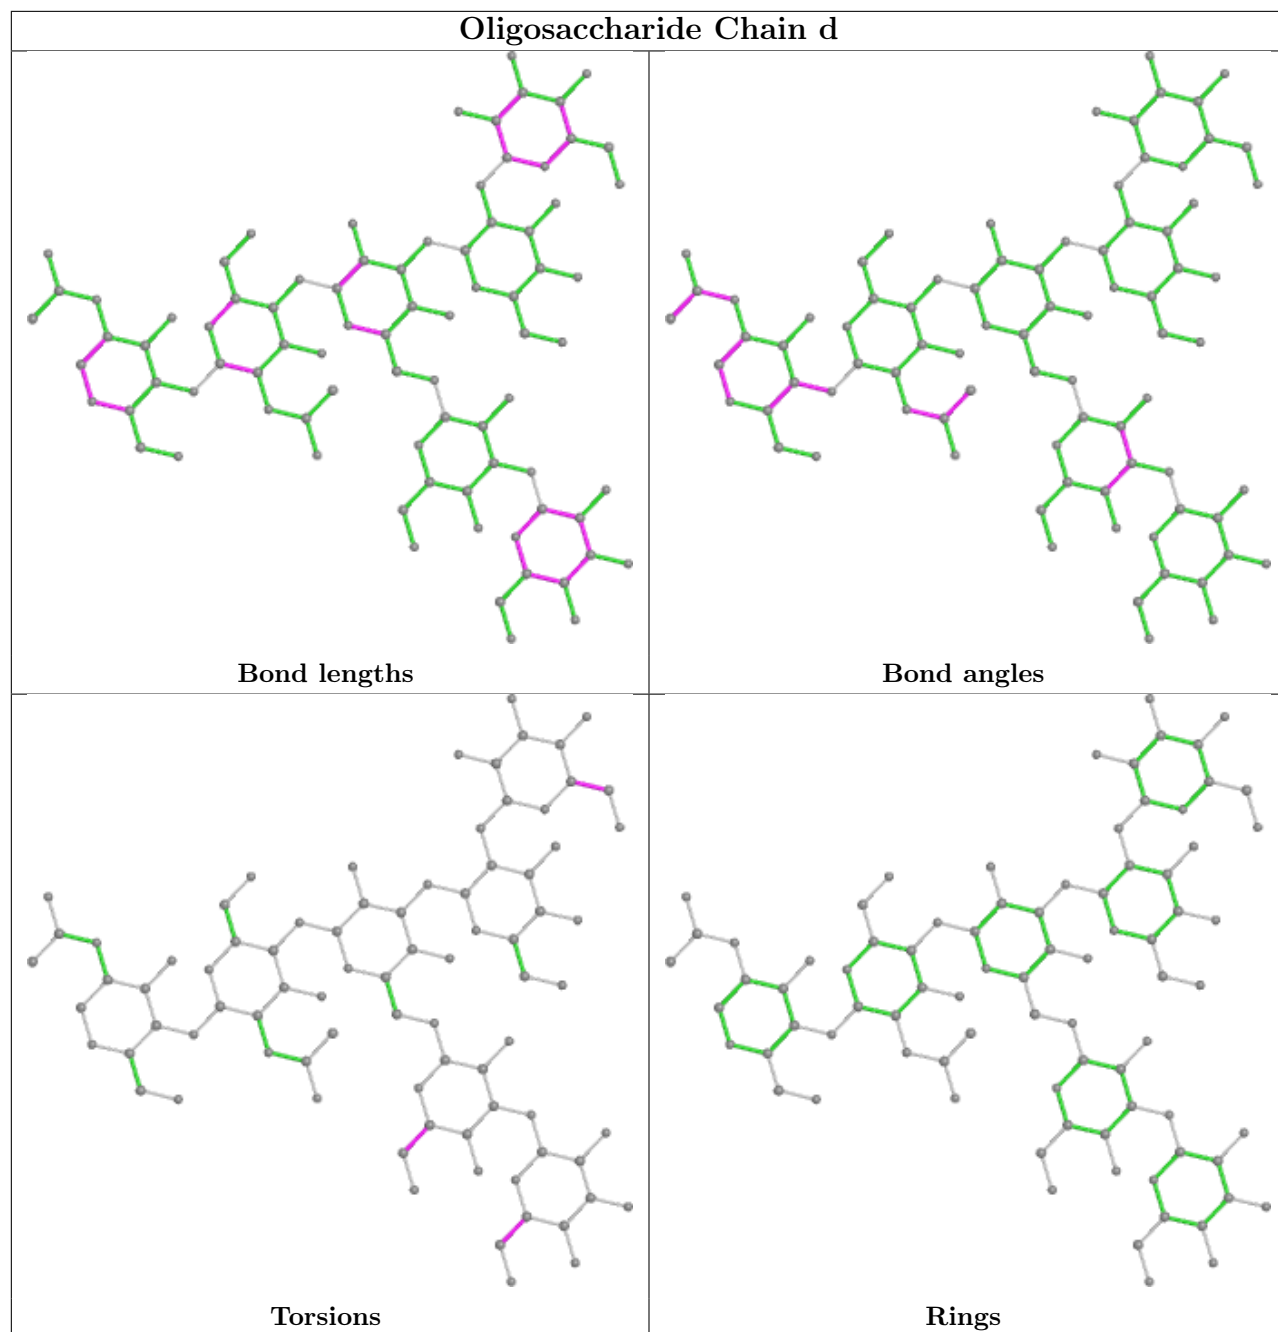 Oligosaccharide Chain d
Bond lengths
Bond angles
Torsions
Rings